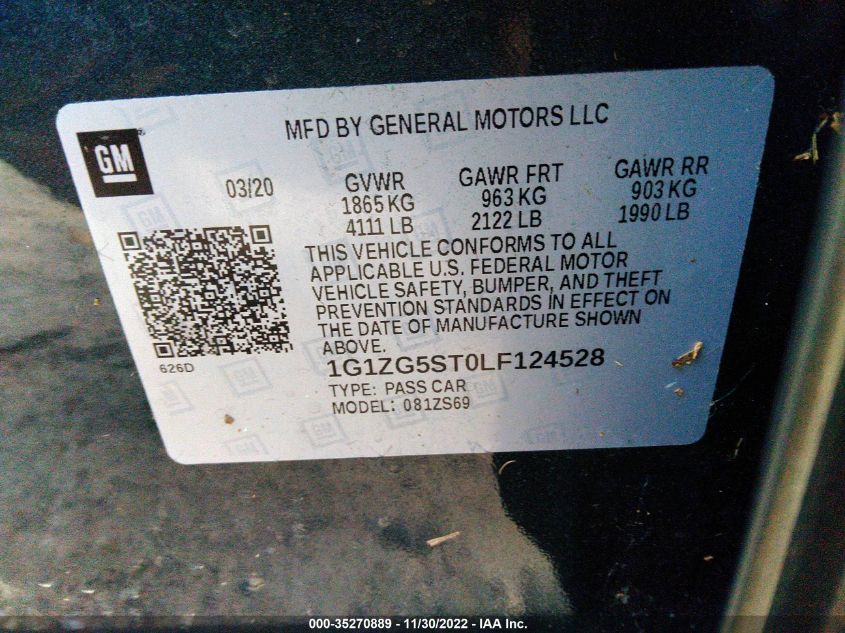 MFD BY GENERAL MOTORS LLC
GM
03/20
GVWR
1865 KG
4111 LB
GAWR FRT
963 KG
2122 LB
GAWR RR
903 KG
1990 LB
THIS VEHICLE CONFORMS TO ALL
APPLICABLE U.S. FEDERAL MOTOR
VEHICLE SAFETY, BUMPER, AND THEFT
PREVENTION STANDARDS IN EFFECT ON
THE DATE OF MANUFACTURE SHOWN
ABOVE.
626D
1G1ZG5ST0LF124528
TYPE: PASS CAR
MODEL: 081ZS69
000-35270889 - 11/30/2022 - IAA Inc.